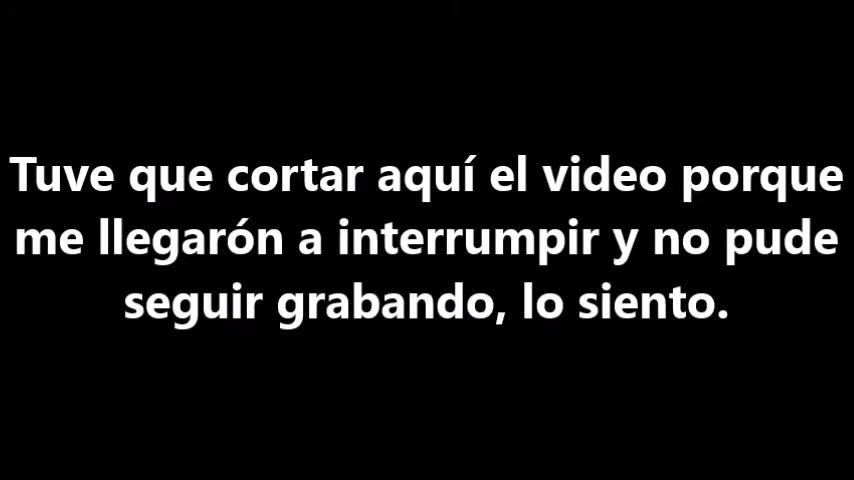 Tuve que cortar aquí el video porque
me llegarón a interrumpir y no pude
seguir grabando, lo siento.